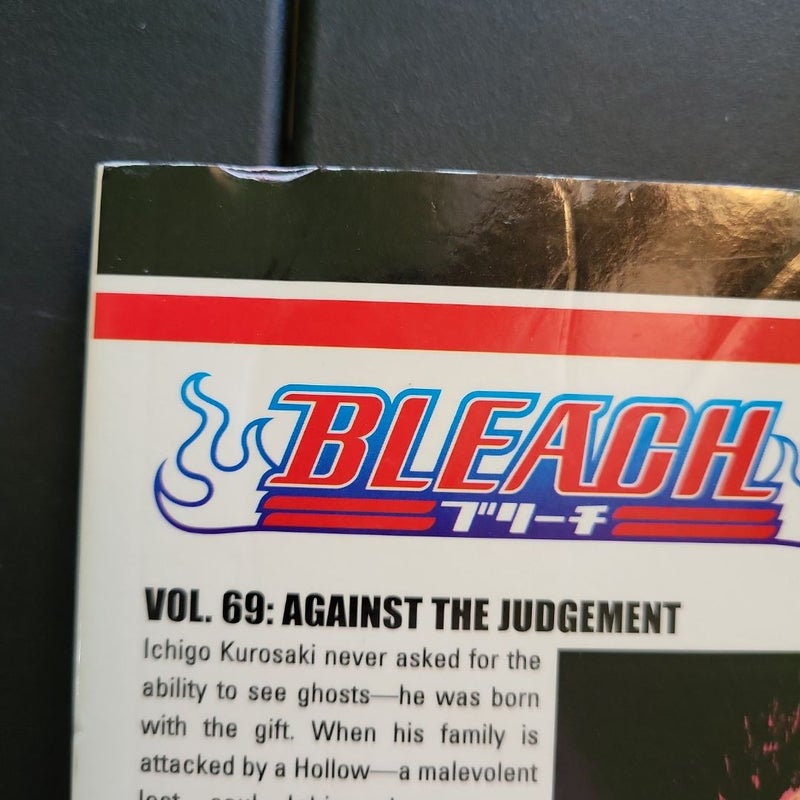 BLEACH
ブリーチ
VOL. 69: AGAINST THE JUDGEMENT
Ichigo Kurosaki never asked for the
ability to see ghosts—he was born
with the gift. When his family is
attacked by a Hollow—a malevolent
lost